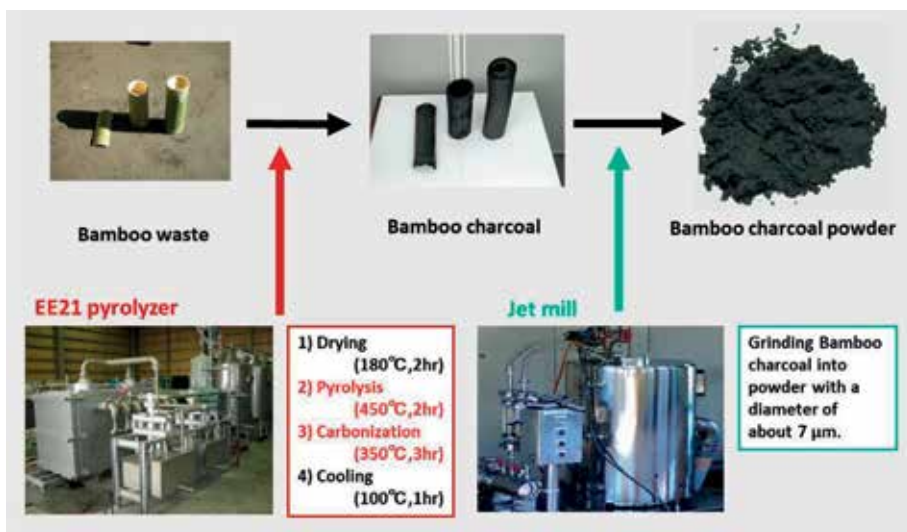 Bamboo waste
Bamboo charcoal
Bamboo charcoal powder
EE21 pyrolyzer
1) Drying
(180℃,2hr)
2) Pyrolysis
(450℃,2hr)
3) Carbonization
(350℃,3hr)
4) Cooling
(100℃,1hr)
Jet mill
Grinding Bamboo
charcoal into
powder with a
diameter of
about 7 µm.